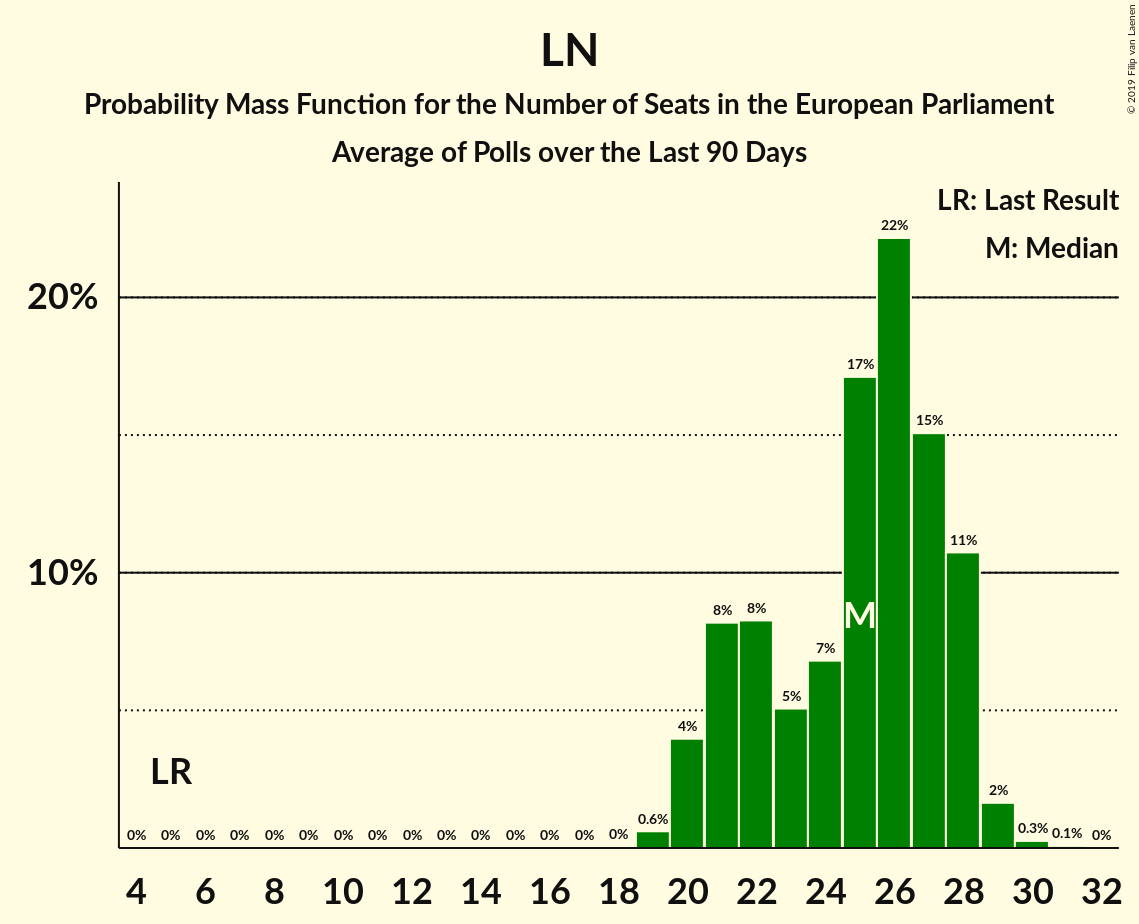 LN
Probability Mass Function for the Number of Seats in the European Parliament
Average of Polls over the Last 90 Days
© 2019 Filip van Laenen
LR: Last Result
M: Median
20%
10%
22%
17%
15%
11%
8%
8%
7%
5%
4%
2%
0.6%
0.3%
0.1%
0%
0% 0% 0% 0% 0% 0% 0% 0% 0% 0% 0% 0% 0% 0% 0%
M
LR
4 6 8 10 12 14 16 18 20 22 24 26 28 30 32